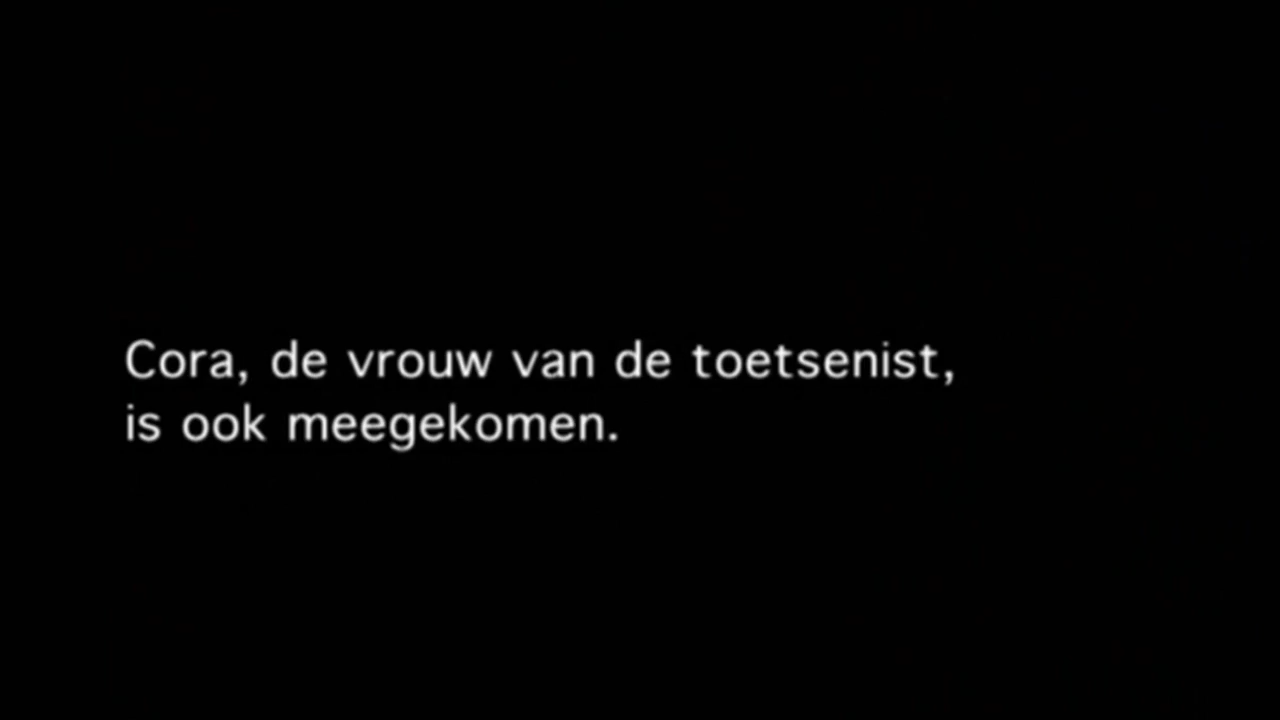 Cora, de vrouw van de toetsenist,
is ook meegekomen.